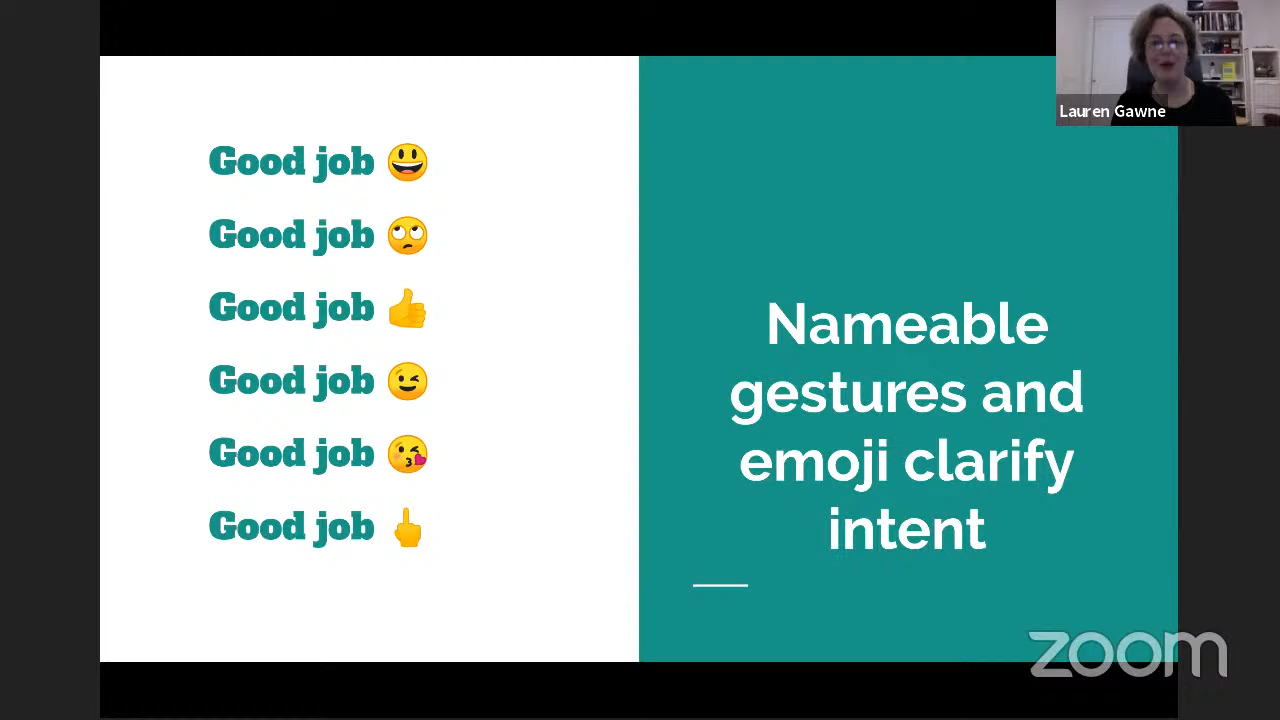 Good job 😃
Good job 🙄
Good job 👍
Good job 😉
Good job 😘
Good job 🖕
Nameable
gestures and
emoji clarify
intent
Lauren Gawne
zoom